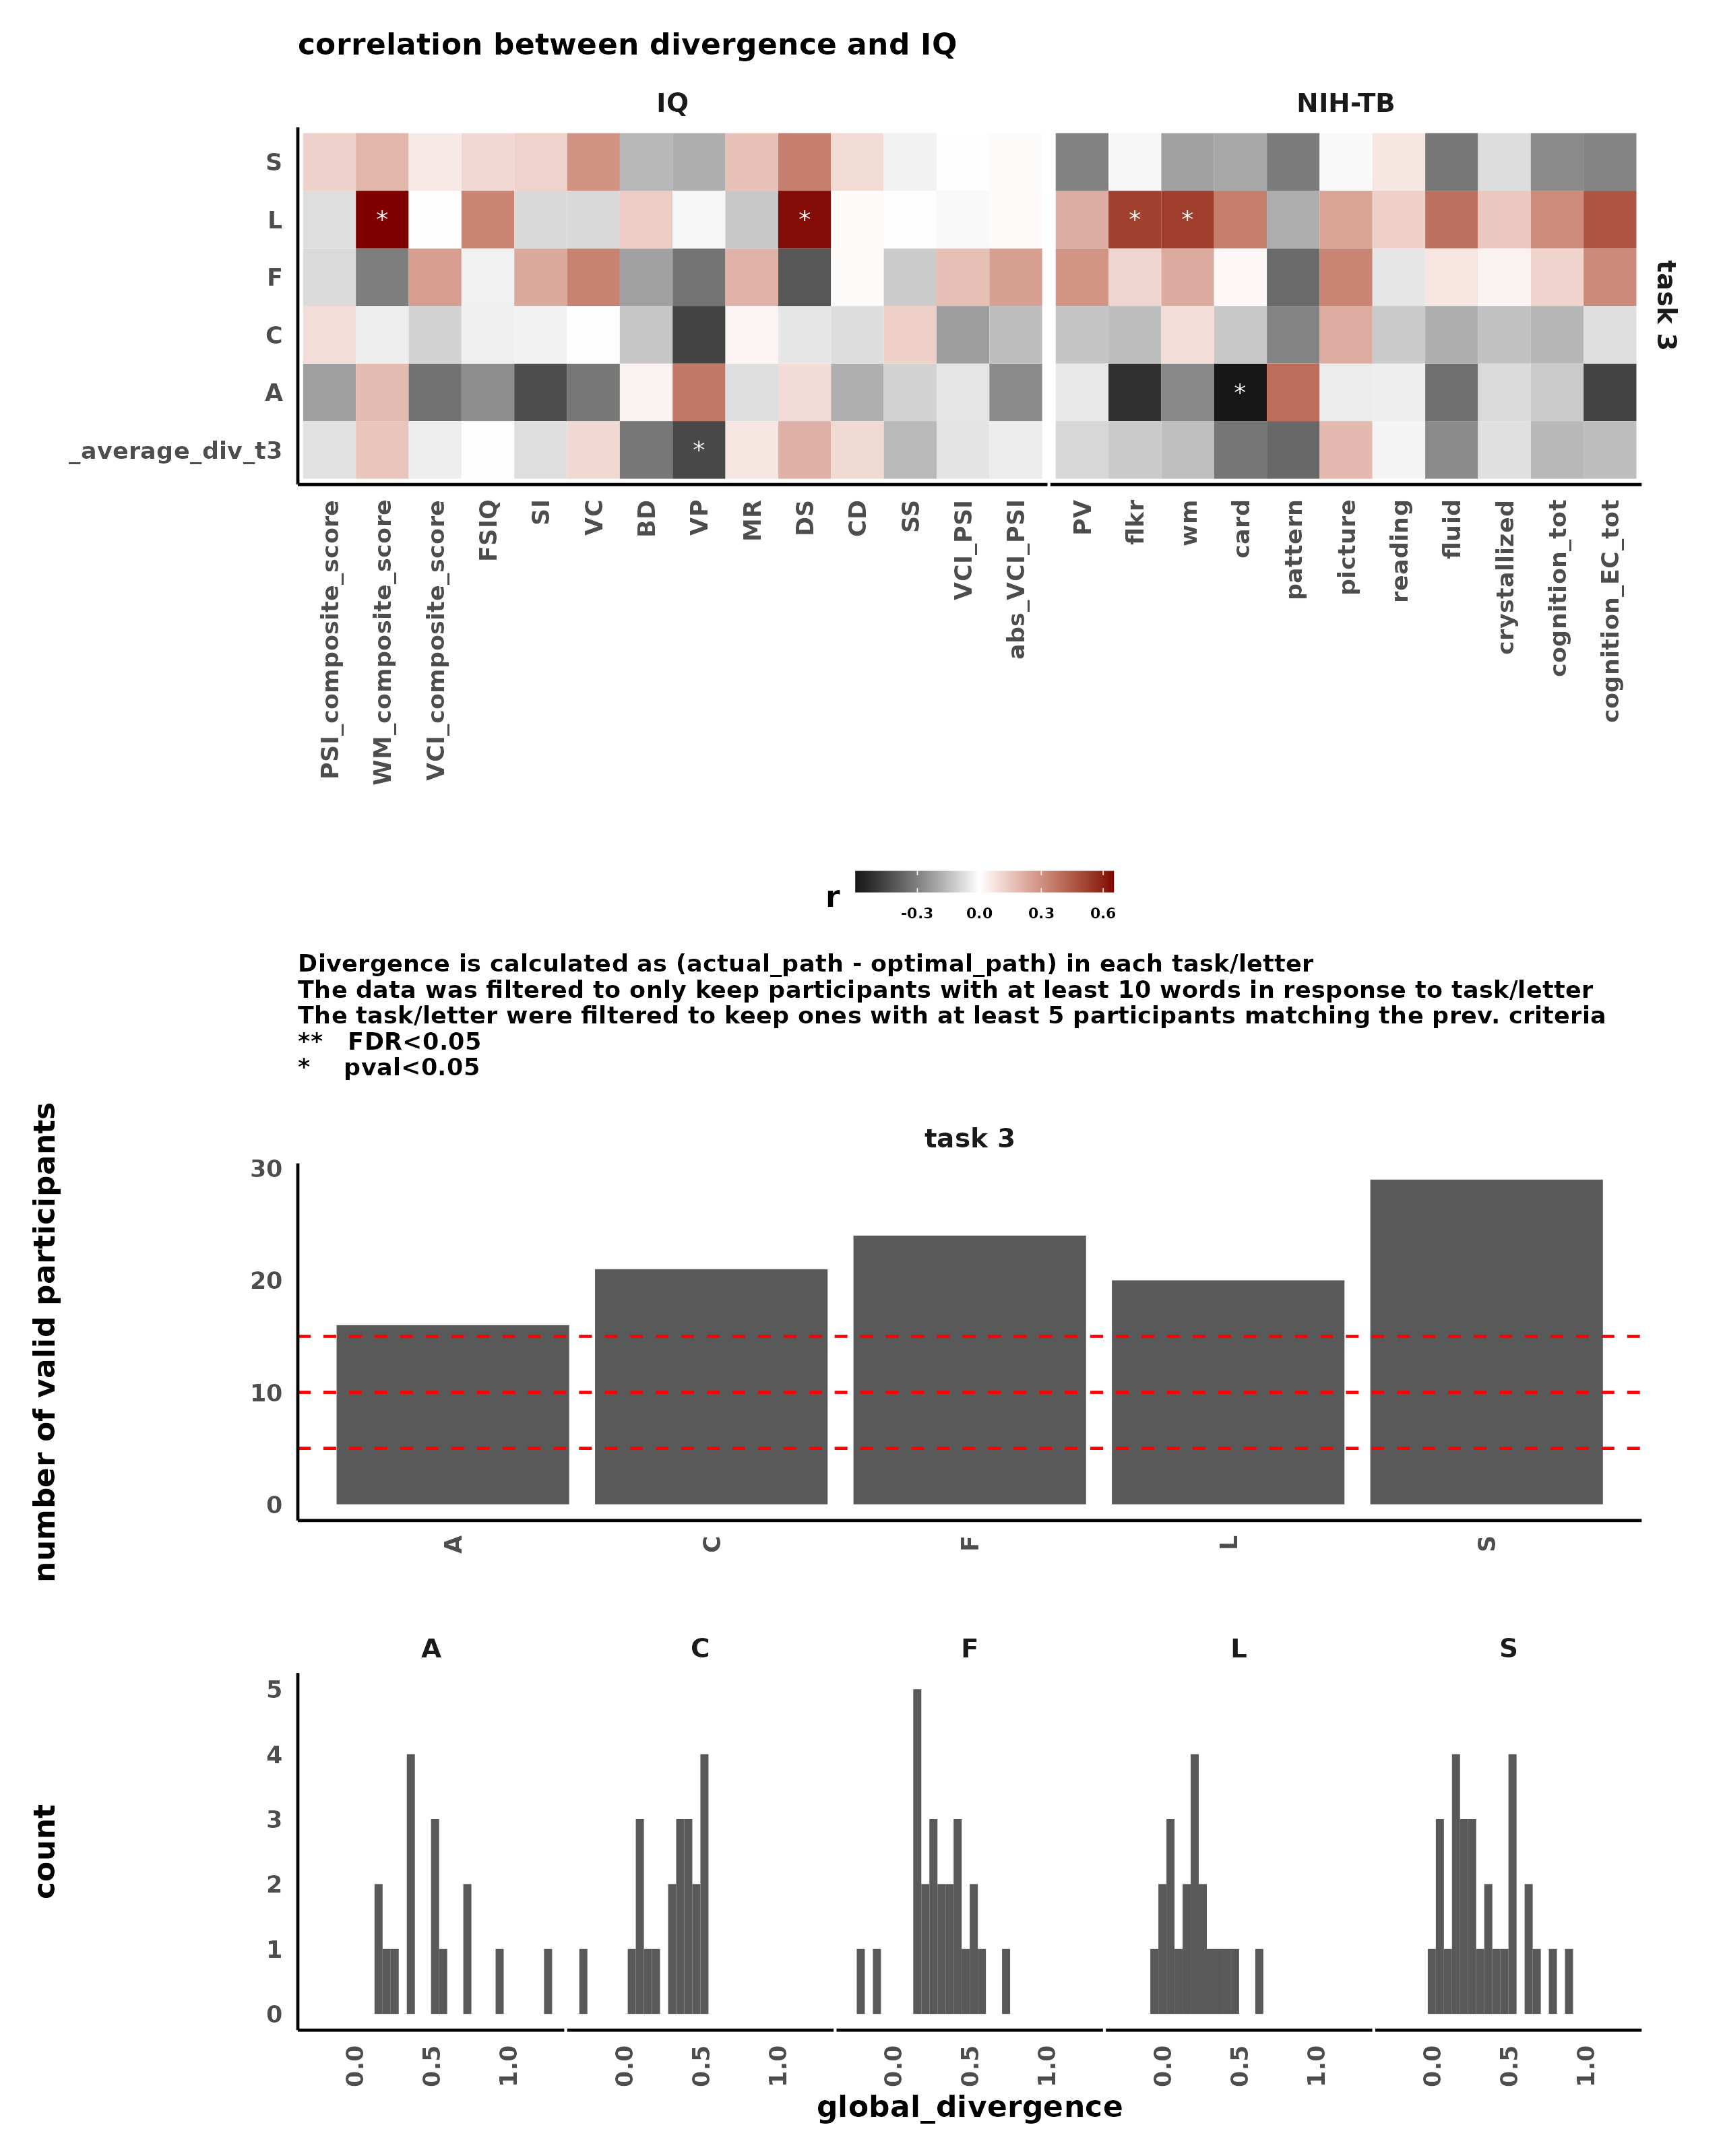 correlation between divergence and IQ
IQ
NIH-TB
S
L
F
C
A
_average_div_t3
task 3
*
*
*
*
*
*
PSI_composite_score
WM_composite_score
VCI_composite_score
FSIQ
SI
VC
BD
VP
MR
DS
CD
SS
VCI_PSI
abs_VCI_PSI
PV
flkr
wm
card
pattern
picture
reading
fluid
crystallized
cognition_tot
cognition_EC_tot
r
-0.3 0.0 0.3 0.6
Divergence is calculated as (actual_path - optimal_path) in each task/letter
The data was filtered to only keep participants with at least 10 words in response to task/letter
The task/letter were filtered to keep ones with at least 5 participants matching the prev. criteria
** FDR<0.05
* pval<0.05
number of valid participants
task 3
30
20
10
0
A
C
F
L
S
count
A
C
F
L
S
5
4
3
2
1
0
0.0 0.5 1.0
0.0 0.5 1.0
0.0 0.5 1.0
0.0 0.5 1.0
0.0 0.5 1.0
global_divergence